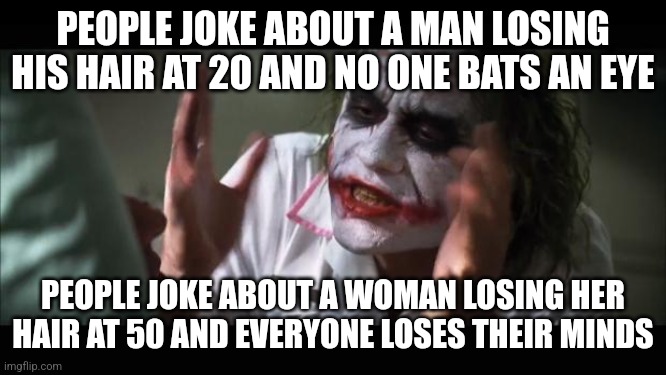 PEOPLE JOKE ABOUT A MAN LOSING
HIS HAIR AT 20 AND NO ONE BATS AN EYE
PEOPLE JOKE ABOUT A WOMAN LOSING HER
HAIR AT 50 AND EVERYONE LOSES THEIR MINDS
imgflip.com